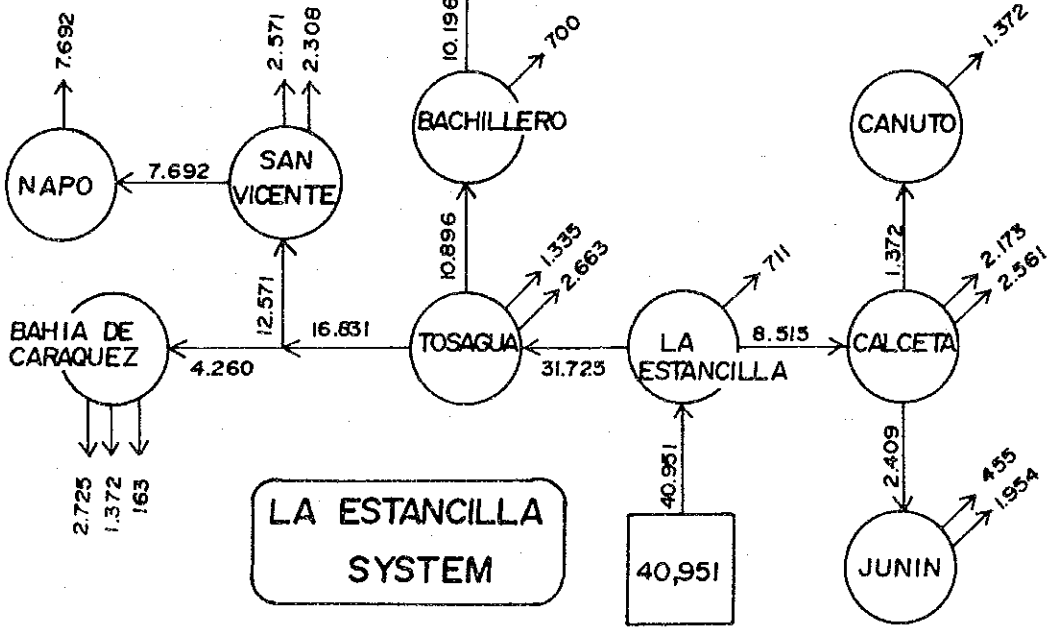 7.692
2.571
2.308
10.196
700
1.372
NAPO
7.692
SAN
VICENTE
BACHILLERO
CANUTO
12.571
10.896
1.335
2.663
711
1.372
2.173
2.561
BAHIA DE
CARAQUEZ
4.260
16.831
TOSAGUA
31.725
LA
ESTANCILLA
8.515
CALCETA
2.725
1.372
163
40.951
2.409
455
1.954
LA ESTANCILLA
SYSTEM
40,951
JUNIN